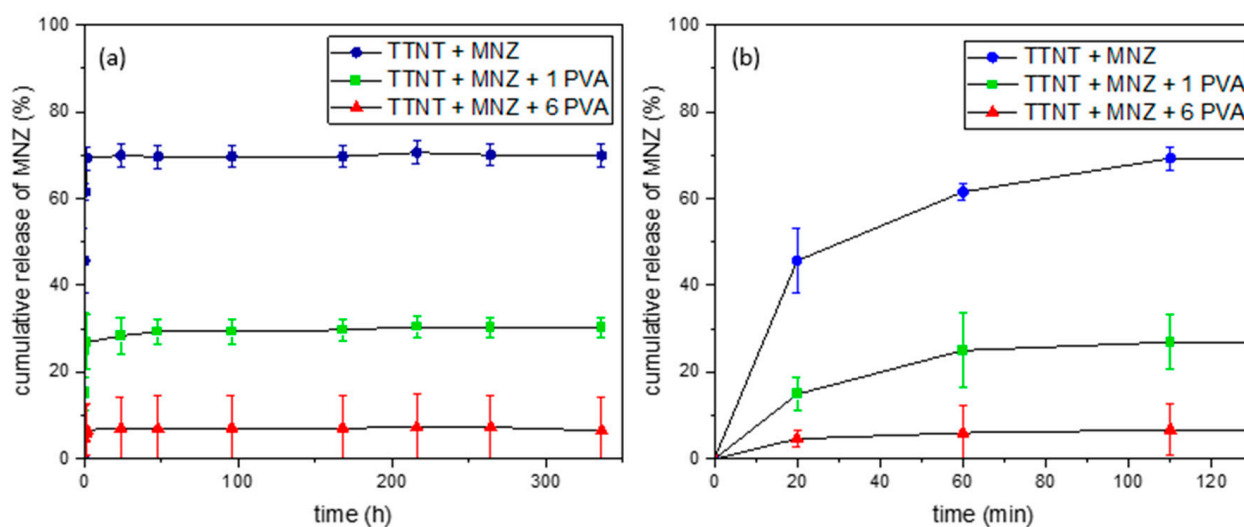 (a)
TTNT + MNZ
TTNT + MNZ + 1 PVA
TTNT + MNZ + 6 PVA
cumulative release of MNZ (%)
100
80
60
40
20
0
0 100 200 300
time (h)
(b)
TTNT + MNZ
TTNT + MNZ + 1 PVA
TTNT + MNZ + 6 PVA
cumulative release of MNZ (%)
100
80
60
40
20
0
0 20 40 60 80 100 120
time (min)